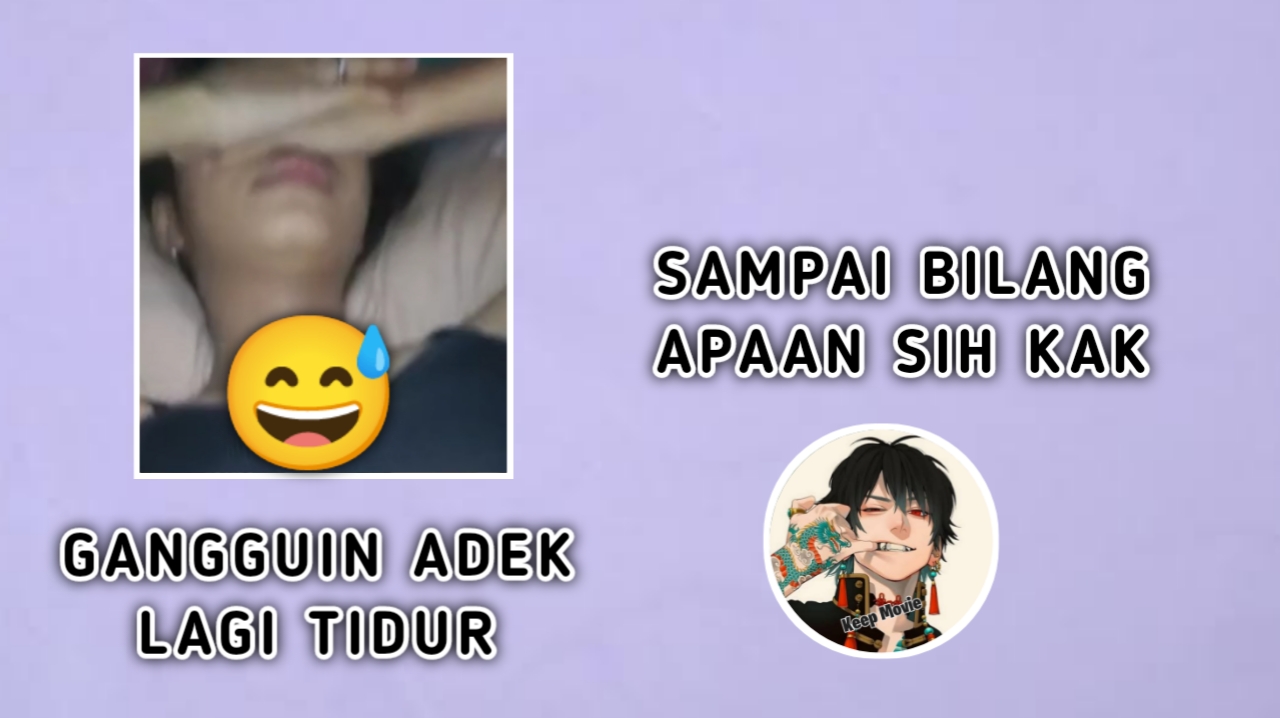 SAMPAI BILANG
APAAN SIH KAK
GANGGUIN ADEK
LAGI TIDUR
Keep Movie